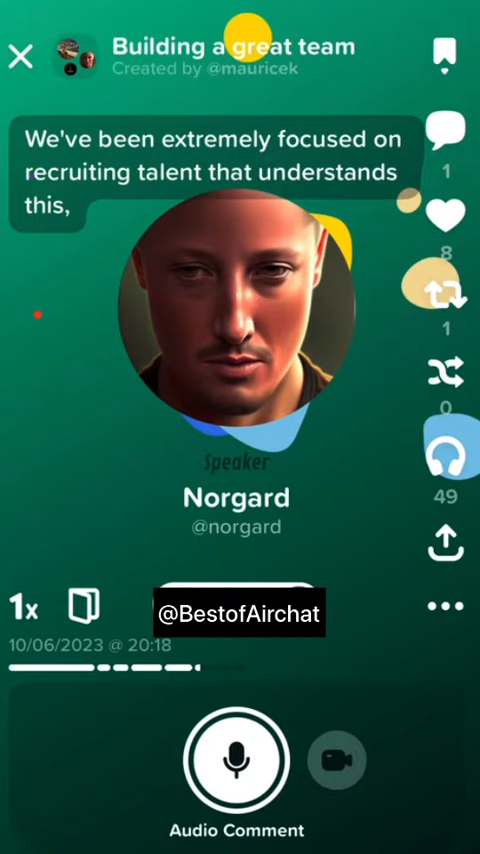 Building a great team
Created by @mauricek
We've been extremely focused on
recruiting talent that understands
this,
1
8
1
0
49
Speaker
Norgard
@norgard
1x
@BestofAirchat
10/06/2023 @ 20:18
Audio Comment